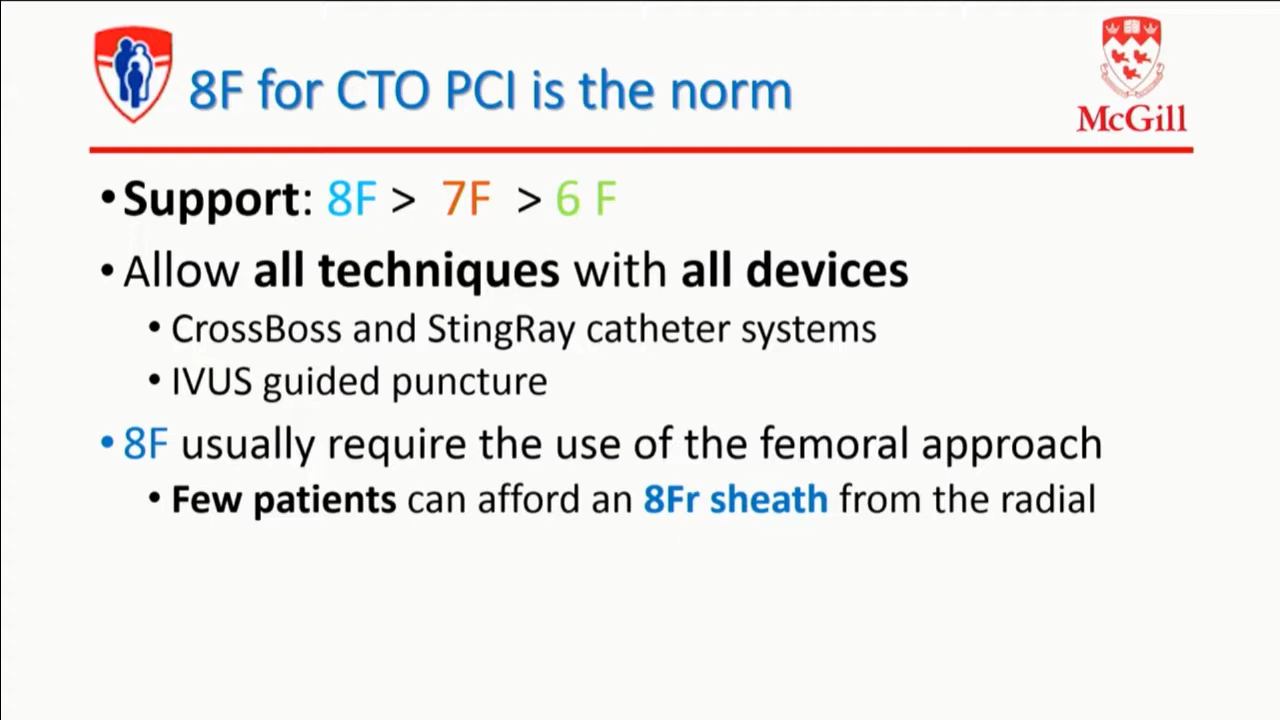 8F for CTO PCI is the norm
McGill
•Support: 8F > 7F > 6 F
•Allow all techniques with all devices
•CrossBoss and StingRay catheter systems
•IVUS guided puncture
•8F usually require the use of the femoral approach
•Few patients can afford an 8Fr sheath from the radial